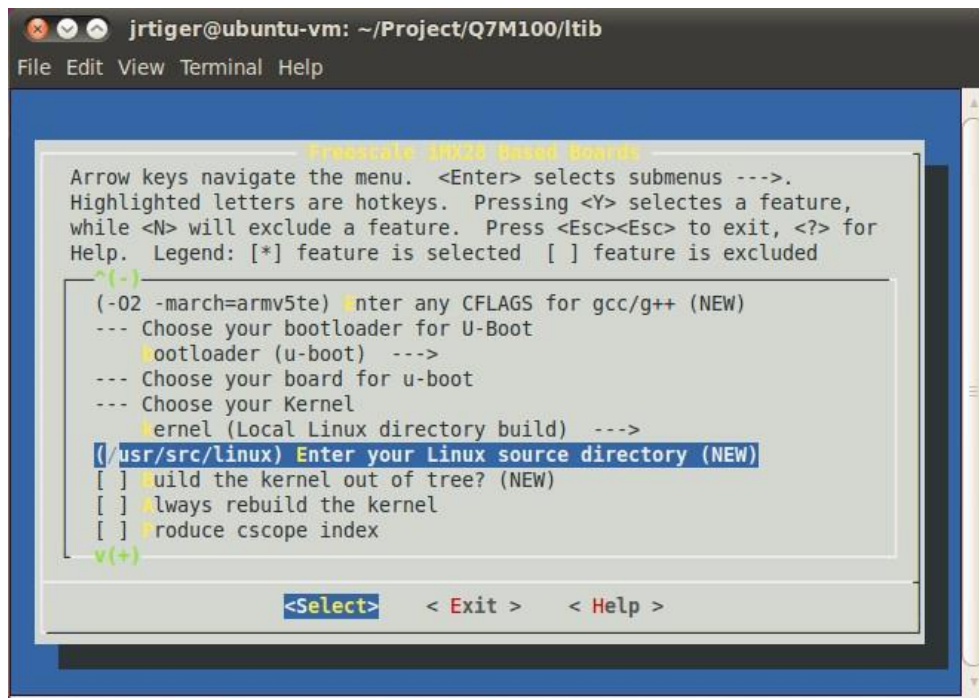 jrtiger@ubuntu-vm: ~/Project/Q7M100/ltib
File Edit View Terminal Help
Freescale iMX28 Based Boards
Arrow keys navigate the menu. <Enter> selects submenus --->.
Highlighted letters are hotkeys. Pressing <Y> selectes a feature,
while <N> will exclude a feature. Press <Esc><Esc> to exit, <?> for
Help. Legend: [*] feature is selected [ ] feature is excluded
^(-)
(-O2 -march=armv5te) Enter any CFLAGS for gcc/g++ (NEW)
--- Choose your bootloader for U-Boot
bootloader (u-boot) --->
--- Choose your board for u-boot
--- Choose your Kernel
kernel (Local Linux directory build) --->
(/usr/src/linux) Enter your Linux source directory (NEW)
[ ] Build the kernel out of tree? (NEW)
[ ] Always rebuild the kernel
[ ] Produce cscope index
v(+)
<Select> < Exit > < Help >